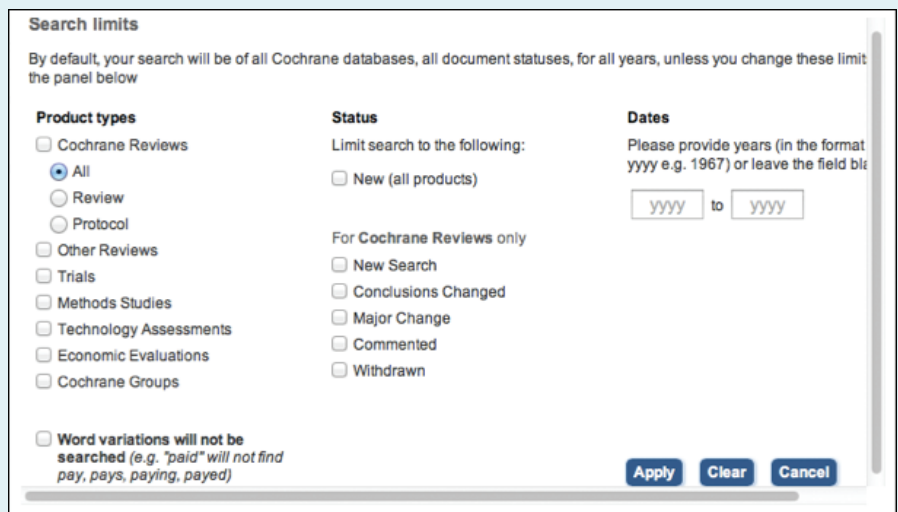 Search limits
By default, your search will be of all Cochrane databases, all document statuses, for all years, unless you change these limit
the panel below
Product types
Cochrane Reviews
All
Review
Protocol
Other Reviews
Trials
Methods Studies
Technology Assessments
Economic Evaluations
Cochrane Groups
Word variations will not be
searched (e.g. "paid" will not find
pay, pays, paying, payed)
Status
Limit search to the following:
New (all products)
For Cochrane Reviews only
New Search
Conclusions Changed
Major Change
Commented
Withdrawn
Dates
Please provide years (in the format
yyyy e.g. 1967) or leave the field bla
yyyy to yyyy
Apply Clear Cancel